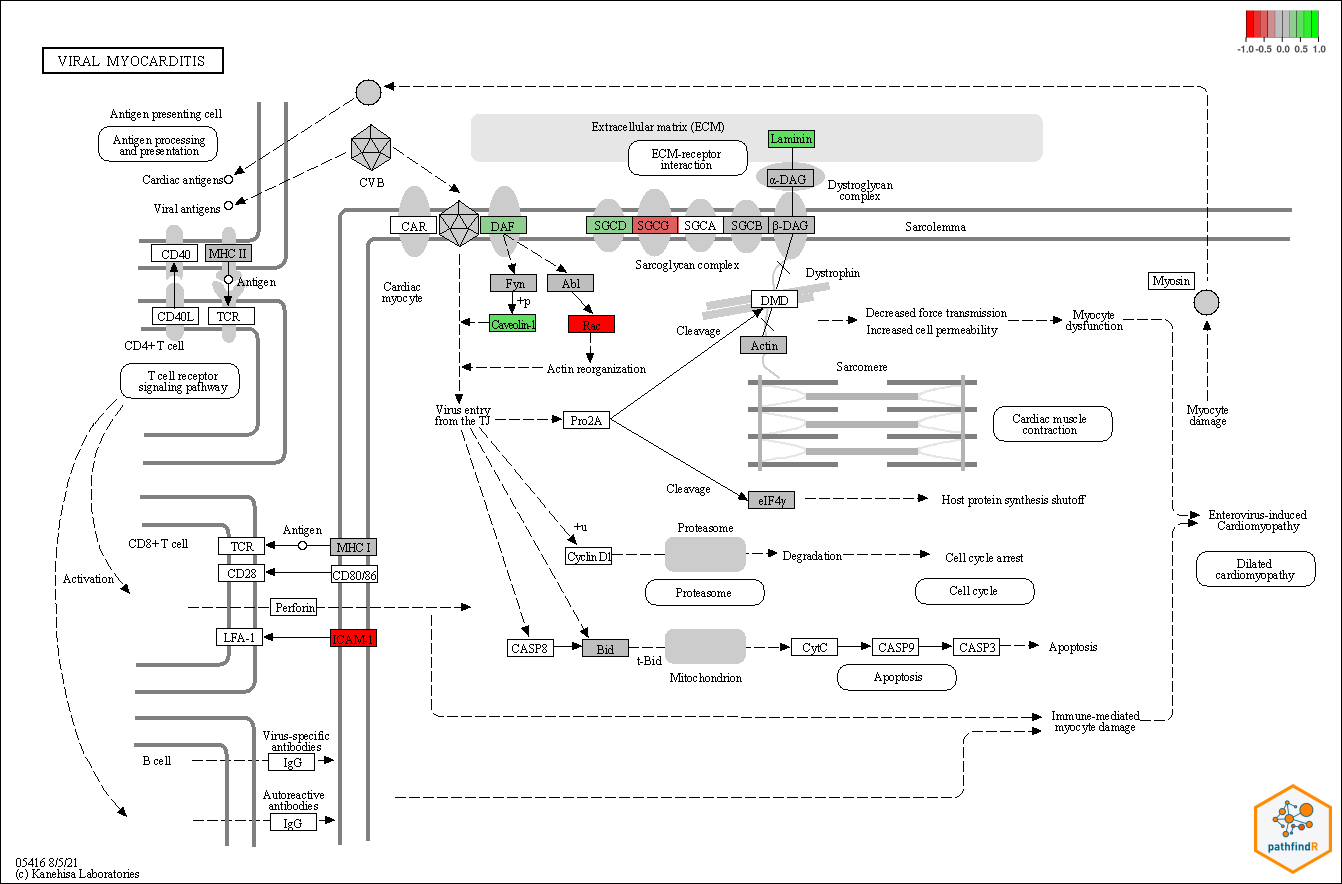 -1.0 -0.5 0.0 0.5 1.0
VIRAL MYOCARDITIS
Antigen presenting cell
Antigen processing
and presentation
Cardiac antigens
Viral antigens
CVB
Extracellular matrix (ECM)
ECM-receptor
interaction
Laminin
α-DAG
Dystroglycan
complex
CAR
DAF
SGCD
SGCG
SGCA
SGCB
β-DAG
Sarcolemma
Sarcoglycan complex
CD40
MHC II
Antigen
CD40L
TCR
CD4+T cell
T cell receptor
signaling pathway
Cardiac
myocyte
Fyn
Abl
+p
Caveolin-1
Rac
Actin reorganization
Dystrophin
DMD
Cleavage
Actin
Decreased force transmission
Increased cell permeability
Myocyte
dysfunction
Myosin
Sarcomere
Cardiac muscle
contraction
Myocyte
damage
Virus entry
from the TJ
Pro2A
Cleavage
eIF4γ
Host protein synthesis shutoff
Enterovirus-induced
Cardiomyopathy
Dilated
cardiomyopathy
CD8+T cell
TCR
Antigen
MHC I
CD28
CD80/86
Activation
Perforin
LFA-1
ICAM-1
+u
Cyclin D1
Proteasome
Degradation
Cell cycle arrest
Proteasome
Cell cycle
CASP8
Bid
t-Bid
Mitochondrion
CytC
CASP9
CASP3
Apoptosis
Apoptosis
Immune-mediated
myocyte damage
Virus-specific
antibodies
B cell
IgG
Autoreactive
antibodies
IgG
pathfindR
05416 8/5/21
(c) Kanehisa Laboratories